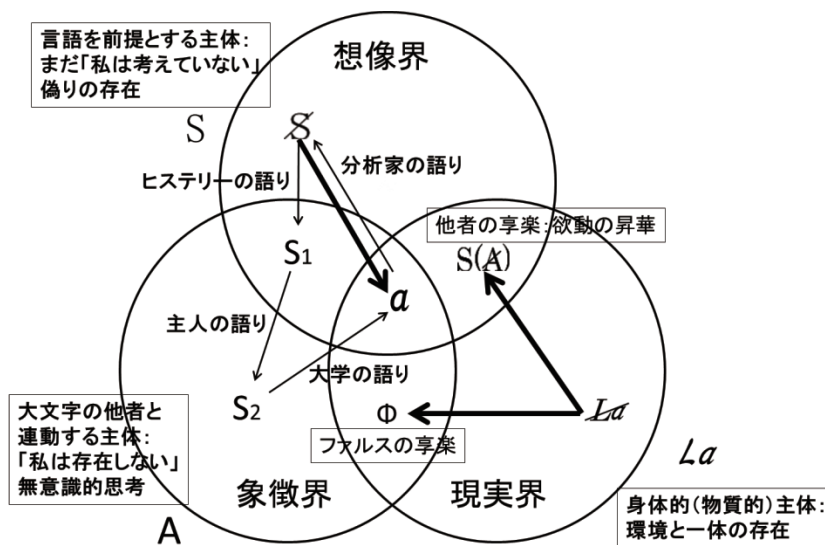 言語を前提とする主体:
まだ「私は考えていない」
偽りの存在
想像界
S
$̸
分析家の語り
ヒステリーの語り
他者の享楽:欲動の昇華
S1
S(A̸)
a
主人の語り
大学の語り
大文字の他者と
連動する主体:
「私は存在しない」
無意識的思考
S2
Φ
L̸a̸
ファルスの享楽
La
象徴界
現実界
身体的(物質的)主体:
環境と一体の存在
A